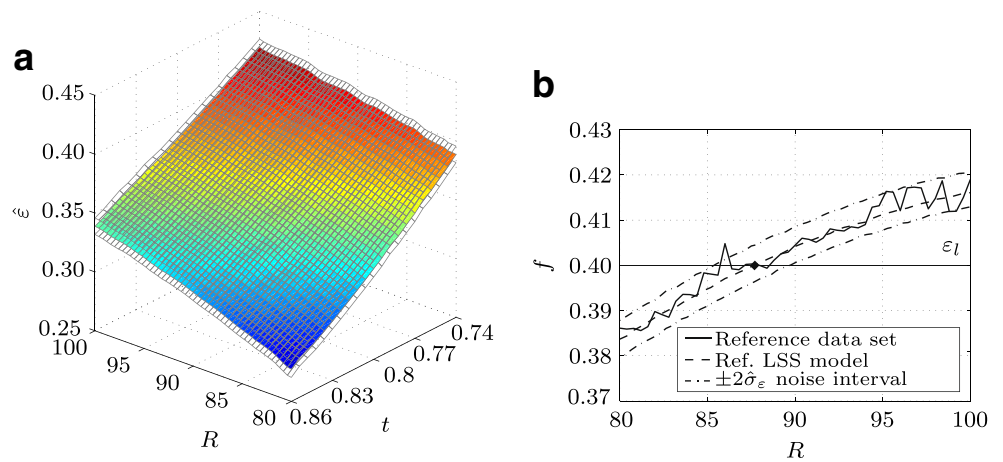 a
0.45
0.40
0.35
0.30
0.25
ε̂
100
95
90
85
80
R
0.86
0.83
0.8
0.77
0.74
t
b
0.43
0.42
0.41
0.40
0.39
0.38
0.37
f
ε_l
Reference data set
Ref. LSS model
±2σ̂_ε noise interval
80
85
90
95
100
R